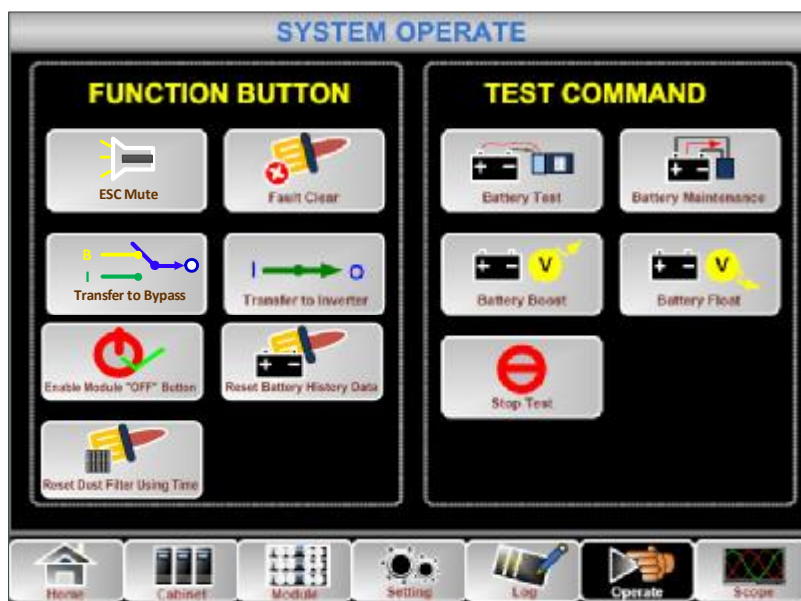 SYSTEM OPERATE
FUNCTION BUTTON
ESC Mute
Fault Clear
B
I
Transfer to Bypass
I O
Transfer to Inverter
Enable Module "OFF" Button
Reset Battery History Data
Reset Dust Filter Using Time
TEST COMMAND
Battery Test
Battery Maintenance
V
Battery Boost
V
Battery Float
Stop Test
Home
Cabinet
Module
Setting
Log
Operate
Scope